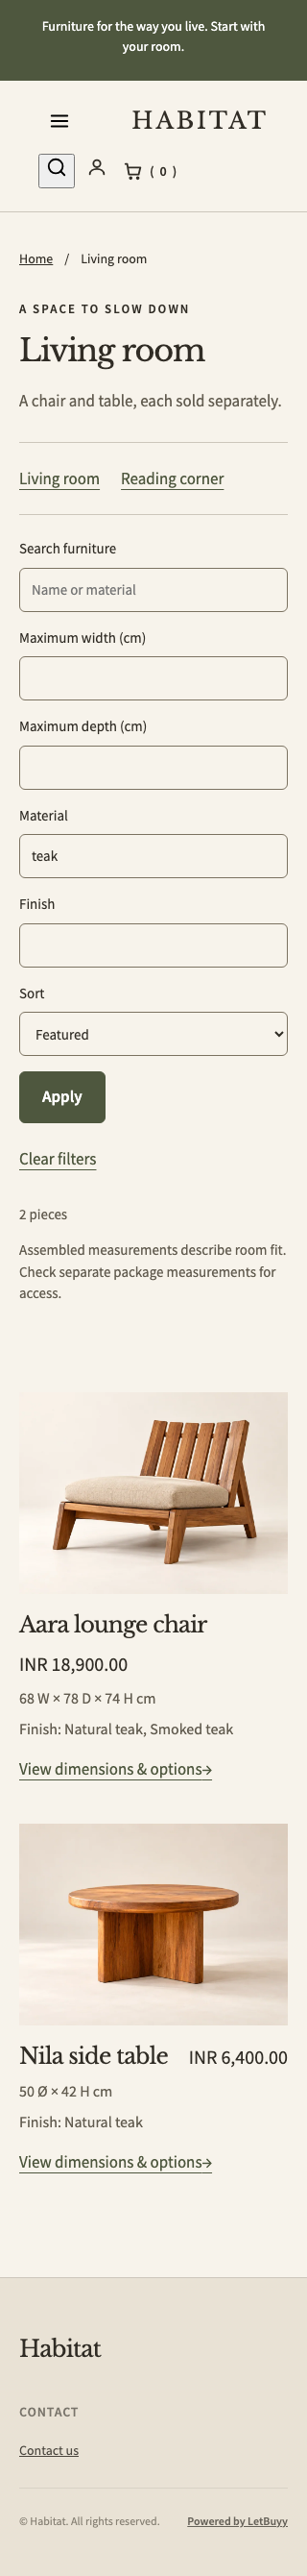 Furniture for the way you live. Start with
your room.
HABITAT
( 0 )
Home / Living room
A SPACE TO SLOW DOWN
Living room
A chair and table, each sold separately.
Living room Reading corner
Search furniture
Name or material
Maximum width (cm)
Maximum depth (cm)
Material
teak
Finish
Sort
Featured
Apply
Clear filters
2 pieces
Assembled measurements describe room fit.
Check separate package measurements for
access.
Aara lounge chair
INR 18,900.00
68 W × 78 D × 74 H cm
Finish: Natural teak, Smoked teak
View dimensions & options→
Nila side table INR 6,400.00
50 Ø × 42 H cm
Finish: Natural teak
View dimensions & options→
Habitat
CONTACT
Contact us
© Habitat. All rights reserved. Powered by LetBuyy